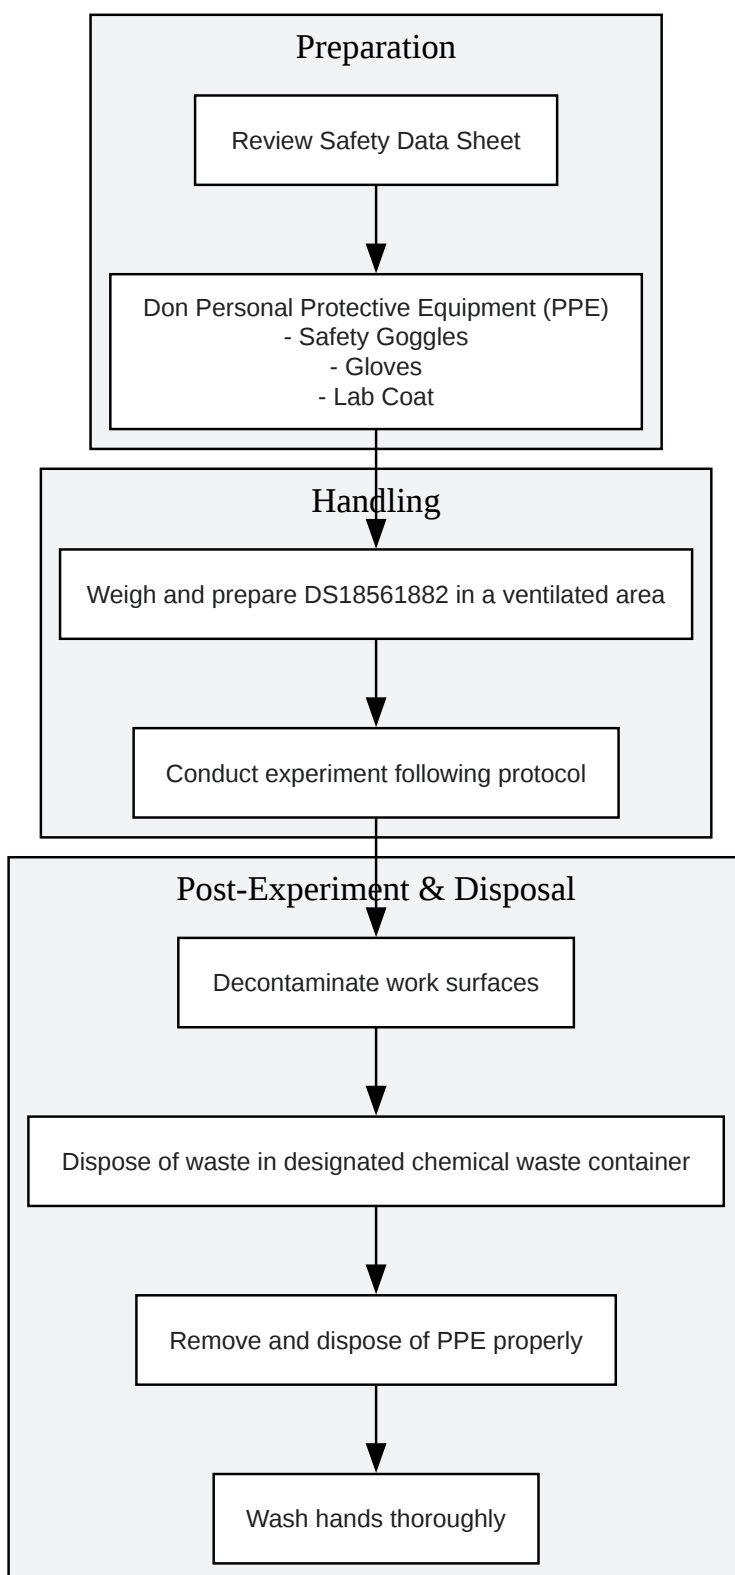 Preparation
Review Safety Data Sheet
Don Personal Protective Equipment (PPE)
- Safety Goggles
- Gloves
- Lab Coat
Handling
Weigh and prepare DS18561882 in a ventilated area
Conduct experiment following protocol
Post-Experiment & Disposal
Decontaminate work surfaces
Dispose of waste in designated chemical waste container
Remove and dispose of PPE properly
Wash hands thoroughly